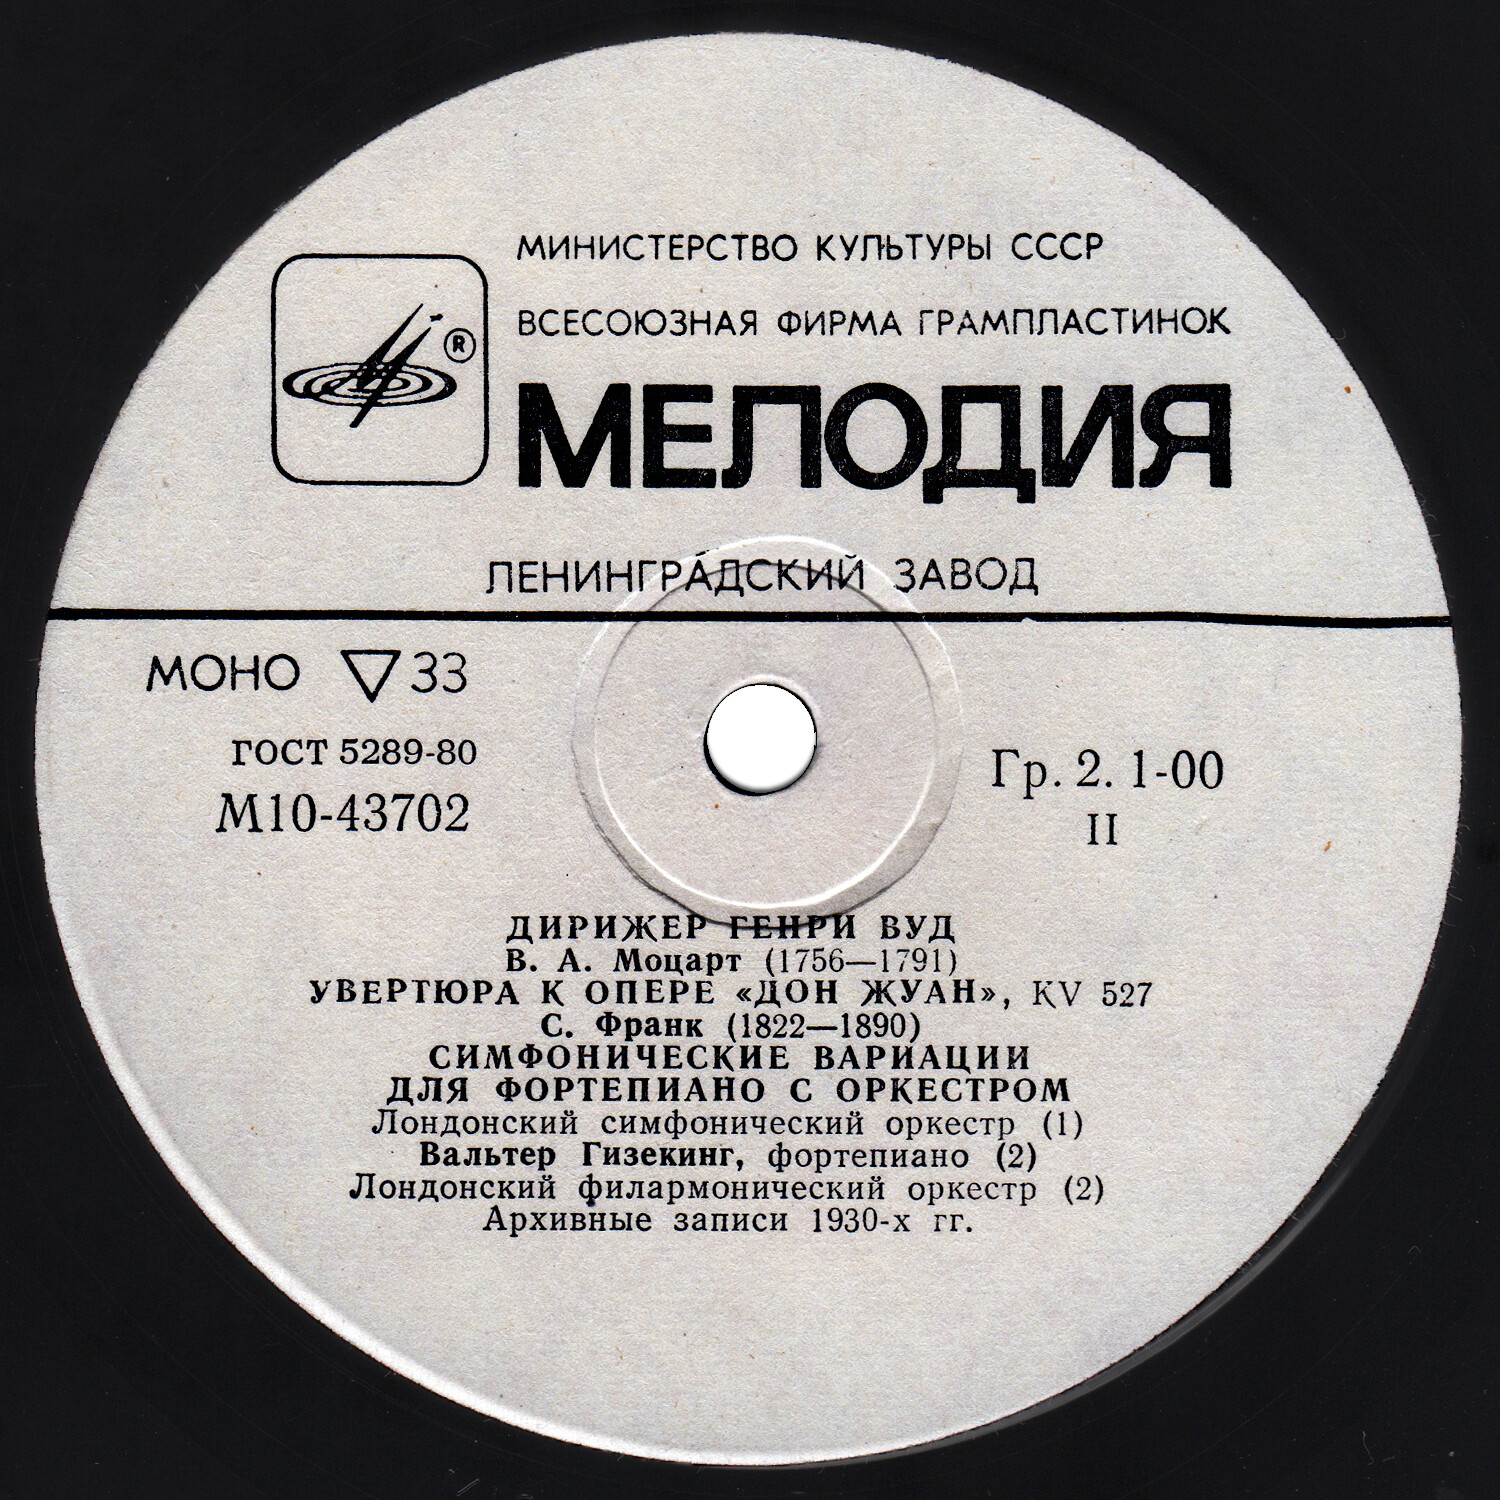 МИНИСТЕРСТВО КУЛЬТУРЫ СССР
ВСЕСОЮЗНАЯ ФИРМА ГРАМПЛАСТИНОК
®
МЕЛОДИЯ
ЛЕНИНГРАДСКИЙ ЗАВОД
МОНО ▽ 33
ГОСТ 5289-80
М10-43702
Гр. 2. 1-00
II
ДИРИЖЕР ГЕНРИ ВУД
В. А. Моцарт (1756—1791)
УВЕРТЮРА К ОПЕРЕ «ДОН ЖУАН», KV 527
С. Франк (1822—1890)
СИМФОНИЧЕСКИЕ ВАРИАЦИИ
ДЛЯ ФОРТЕПИАНО С ОРКЕСТРОМ
Лондонский симфонический оркестр (1)
Вальтер Гизекинг, фортепиано (2)
Лондонский филармонический оркестр (2)
Архивные записи 1930-х гг.